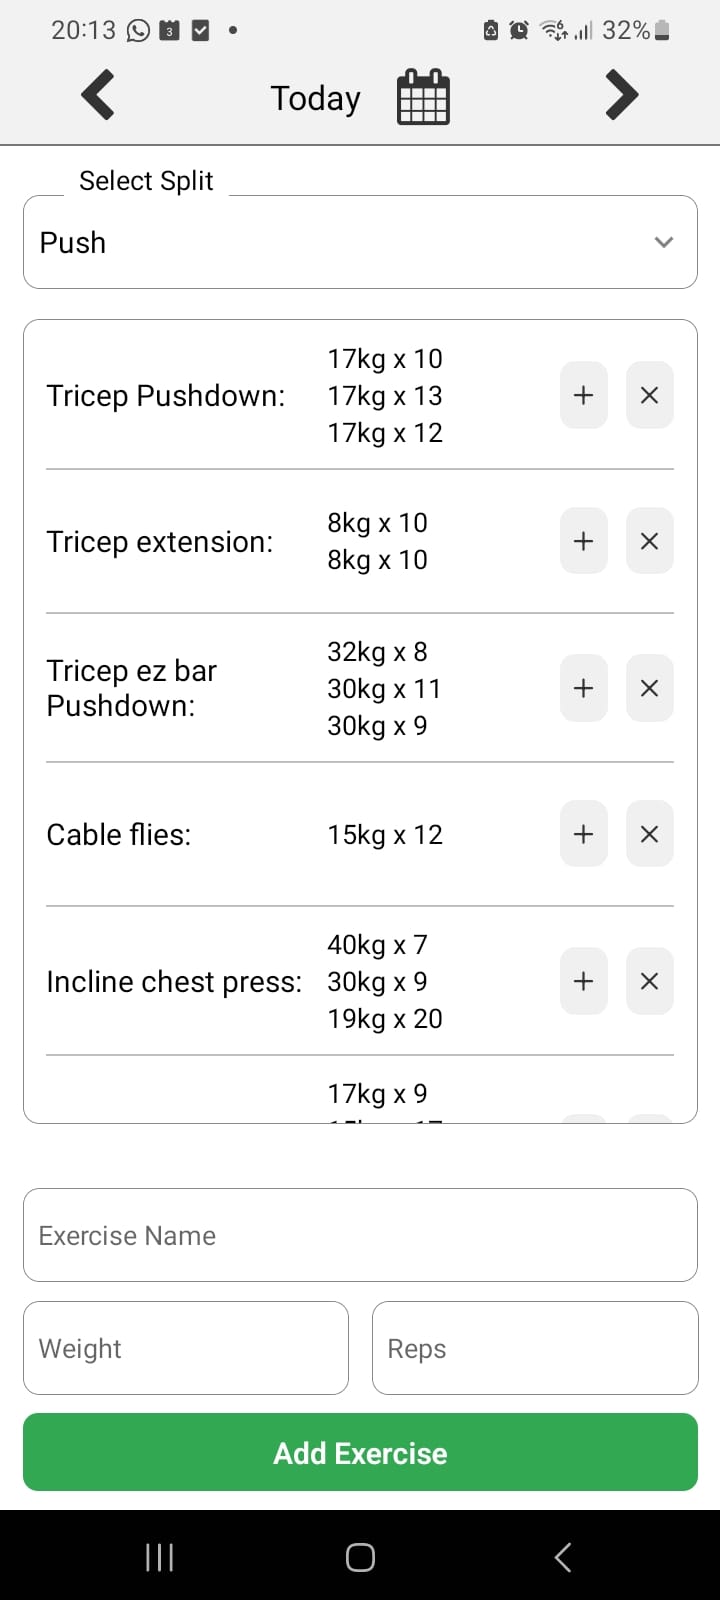 20:13 3 32%
Today
Select Split
Push
Tricep Pushdown:
17kg x 10
17kg x 13
17kg x 12
+ ×
Tricep extension:
8kg x 10
8kg x 10
+ ×
Tricep ez bar
Pushdown:
32kg x 8
30kg x 11
30kg x 9
+ ×
Cable flies:
15kg x 12
+ ×
Incline chest press:
40kg x 7
30kg x 9
19kg x 20
+ ×
17kg x 9
Exercise Name
Weight
Reps
Add Exercise